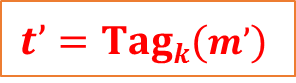 t’ = Tagₖ(m’)